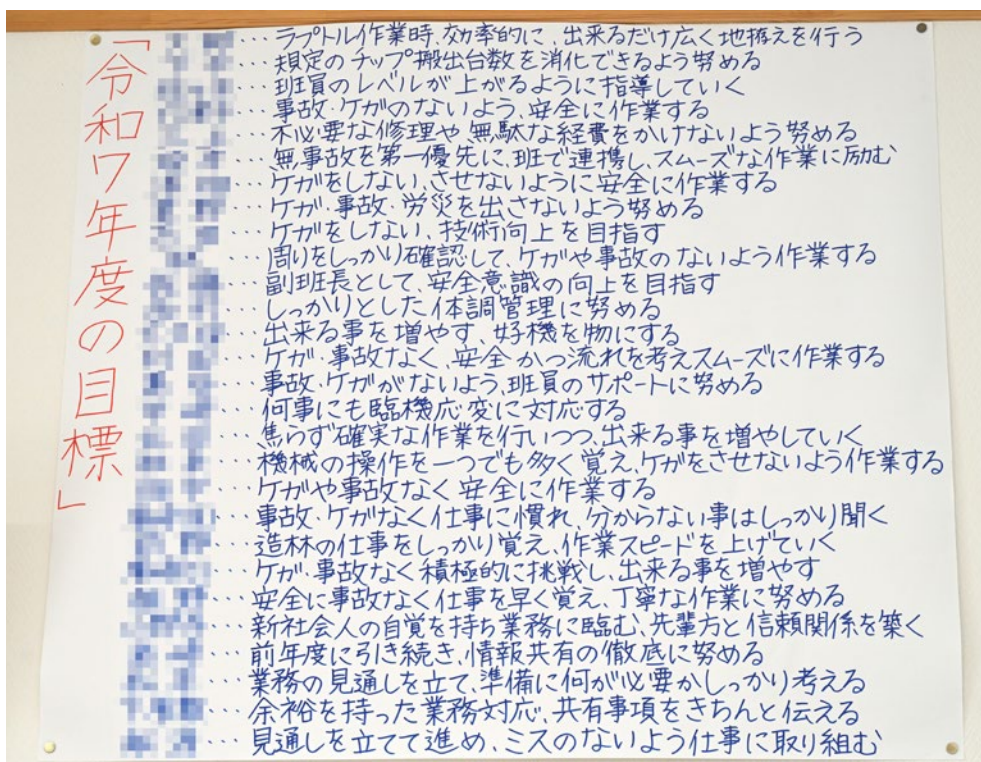 「令和7年度の目標」
…ラプトル作業時、効率的に、出来るだけ広く地拵えを行う
…規定のチップ搬出台数を消化できるよう努める
…班員のレベルが上がるように指導していく
…事故・ケガのないよう、安全に作業する
…不必要な修理や、無駄な経費をかけないよう努める
…無事故を第一優先に、班で連携し、スムーズな作業に励む
…ケガをしない、させないように安全に作業する
…ケガ・事故・労災を出さないよう努める
…ケガをしない、技術向上を目指す
…周りをしっかり確認して、ケガや事故のないよう作業する
…副班長として、安全意識の向上を目指す
…しっかりとした体調管理に努める
…出来る事を増やす、好機を物にする
…ケガ・事故なく、安全かつ流れを考えスムーズに作業する
…事故・ケガがないよう、班員のサポートに努める
…何事にも臨機応変に対応する
…焦らず確実な作業を行いつつ、出来る事を増やしていく
…機械の操作を一つでも多く覚え、ケガをさせないよう作業する
…ケガや事故なく安全に作業する
…事故・ケガなく仕事に慣れ、分からない事はしっかり聞く
…造林の仕事をしっかり覚え、作業スピードを上げていく
…ケガ・事故なく積極的に挑戦し、出来る事を増やす
…安全に事故なく仕事を早く覚え、丁寧な作業に努める
…新社会人の自覚を持ち業務に臨む、先輩方と信頼関係を築く
…前年度に引き続き、情報共有の徹底に努める
…業務の見通しを立て、準備に何が必要かしっかり考える
…余裕を持った業務対応、共有事項をきちんと伝える
…見通しを立てて進め、ミスのないよう仕事に取り組む